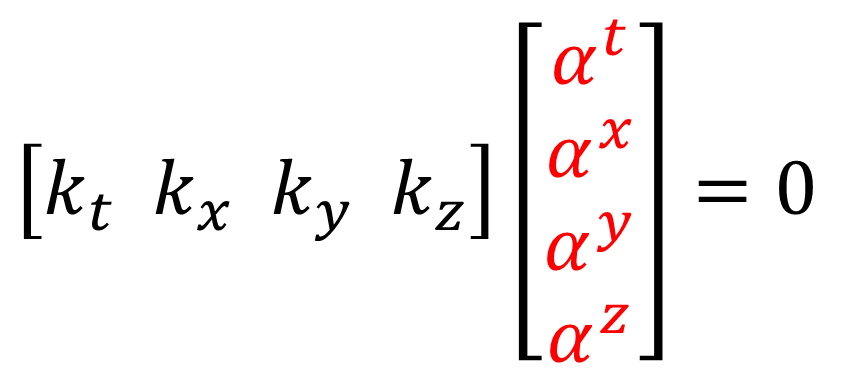 [k_t k_x k_y k_z] [α^t α^x α^y α^z] = 0